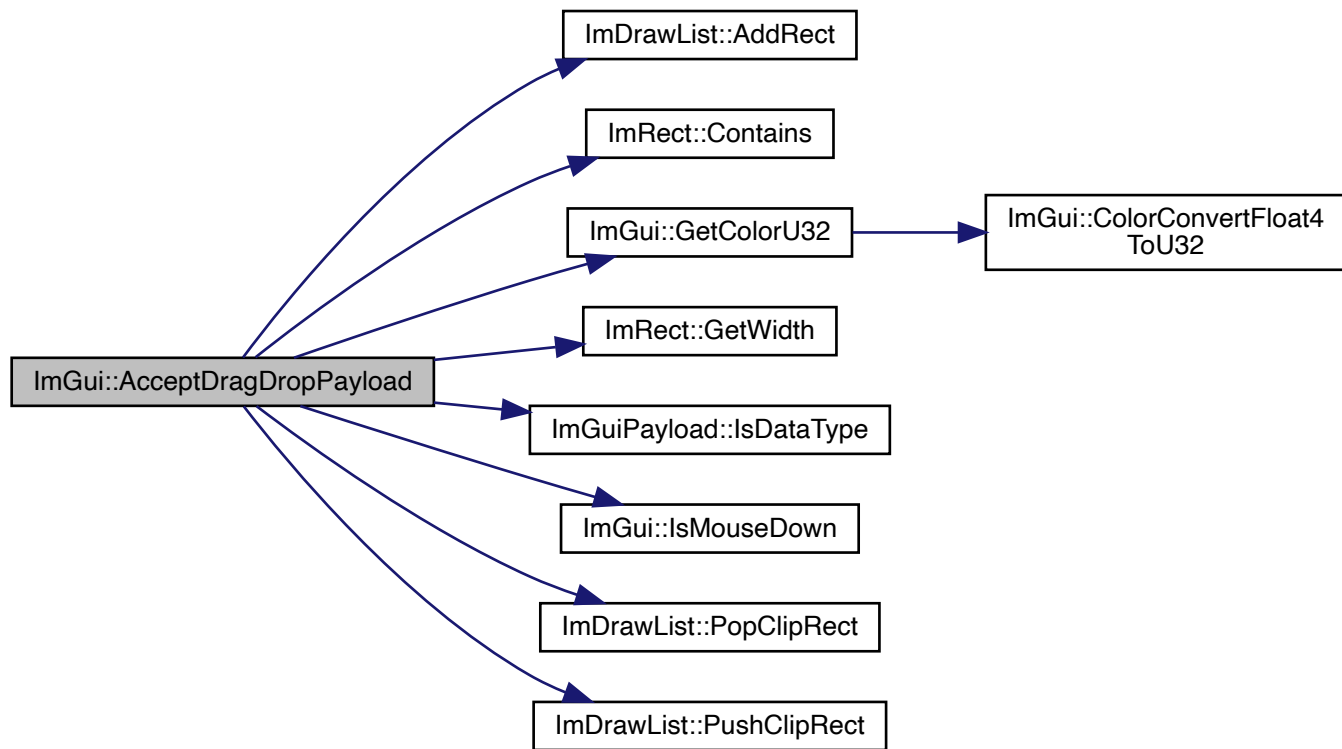 ImDrawList::AddRect
ImRect::Contains
ImGui::GetColorU32
ImGui::ColorConvertFloat4
ToU32
ImRect::GetWidth
ImGui::AcceptDragDropPayload
ImGuiPayload::IsDataType
ImGui::IsMouseDown
ImDrawList::PopClipRect
ImDrawList::PushClipRect